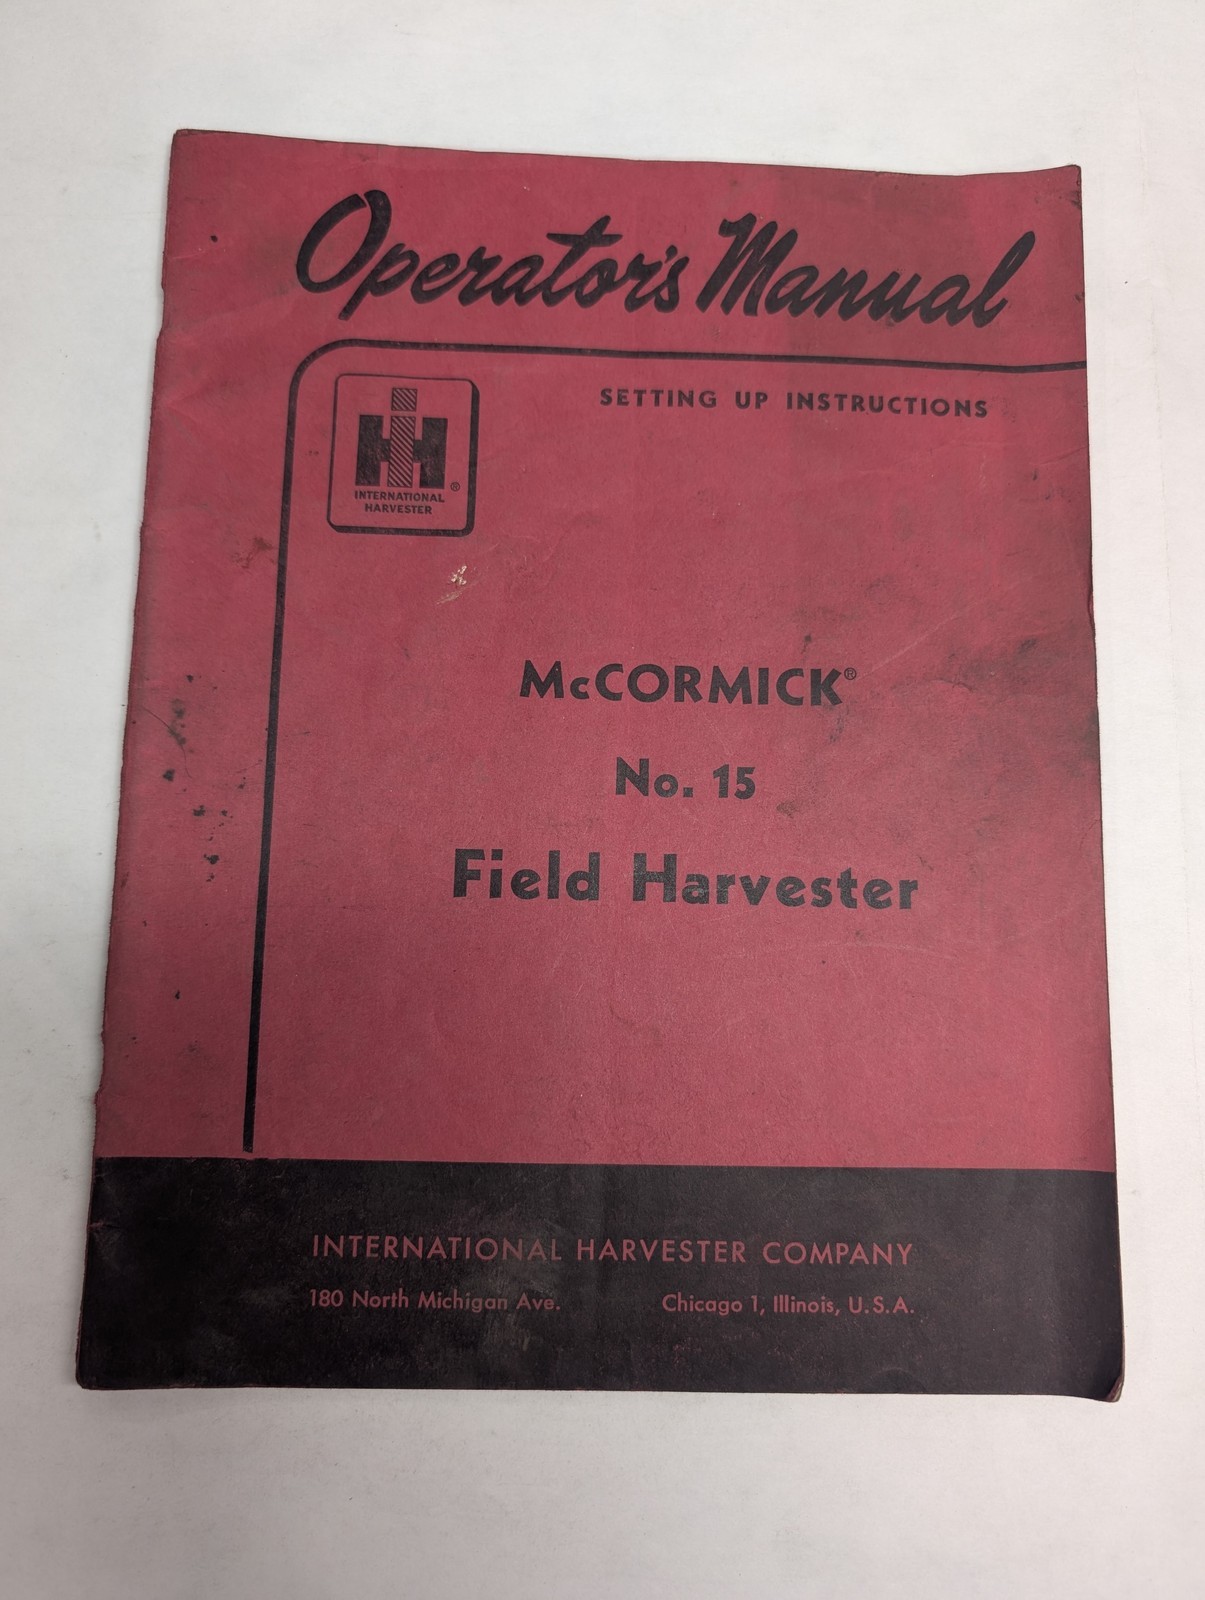 Operator's Manual
SETTING UP INSTRUCTIONS
IH
®
INTERNATIONAL
HARVESTER
McCORMICK®
No. 15
Field Harvester
INTERNATIONAL HARVESTER COMPANY
180 North Michigan Ave. Chicago 1, Illinois, U.S.A.